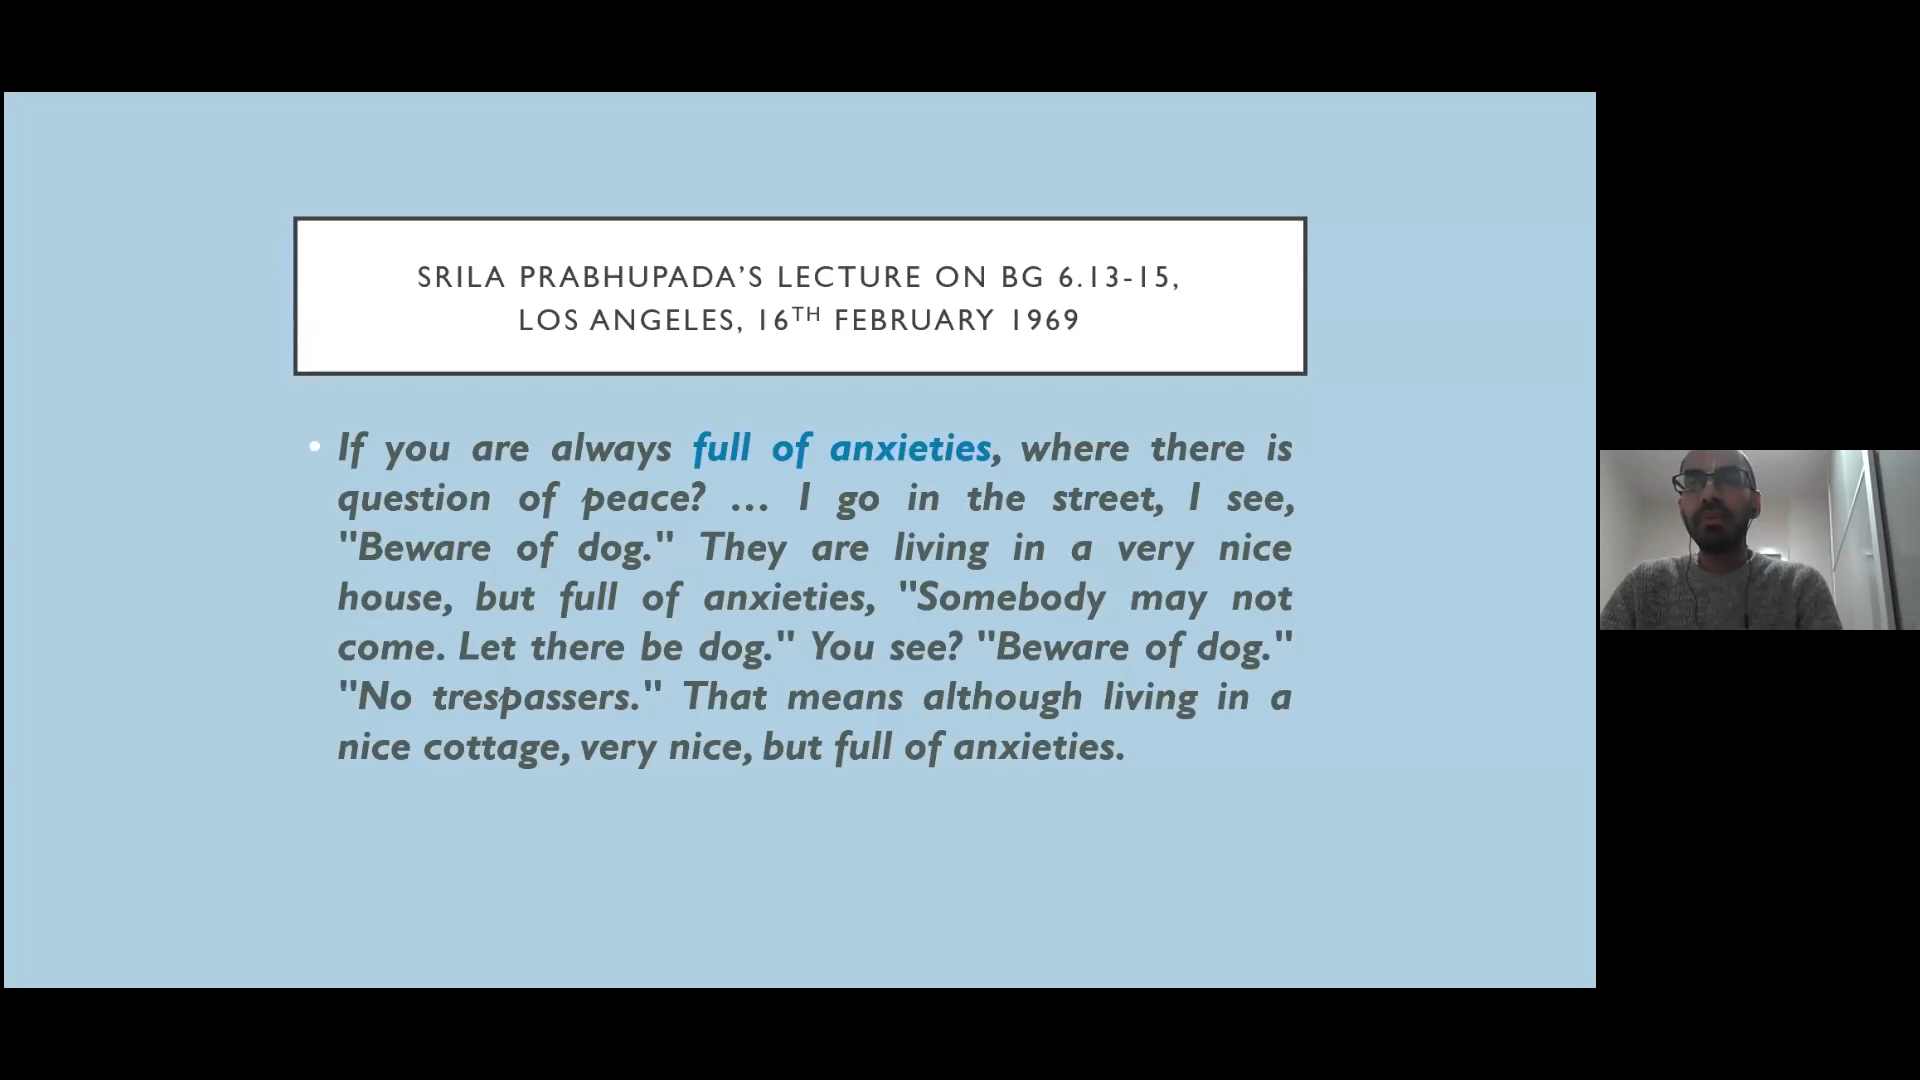 SRILA PRABHUPADA’S LECTURE ON BG 6.13-15,
LOS ANGELES, 16TH FEBRUARY 1969
• If you are always full of anxieties, where there is
question of peace? … I go in the street, I see,
"Beware of dog." They are living in a very nice
house, but full of anxieties, "Somebody may not
come. Let there be dog." You see? "Beware of dog."
"No trespassers." That means although living in a
nice cottage, very nice, but full of anxieties.